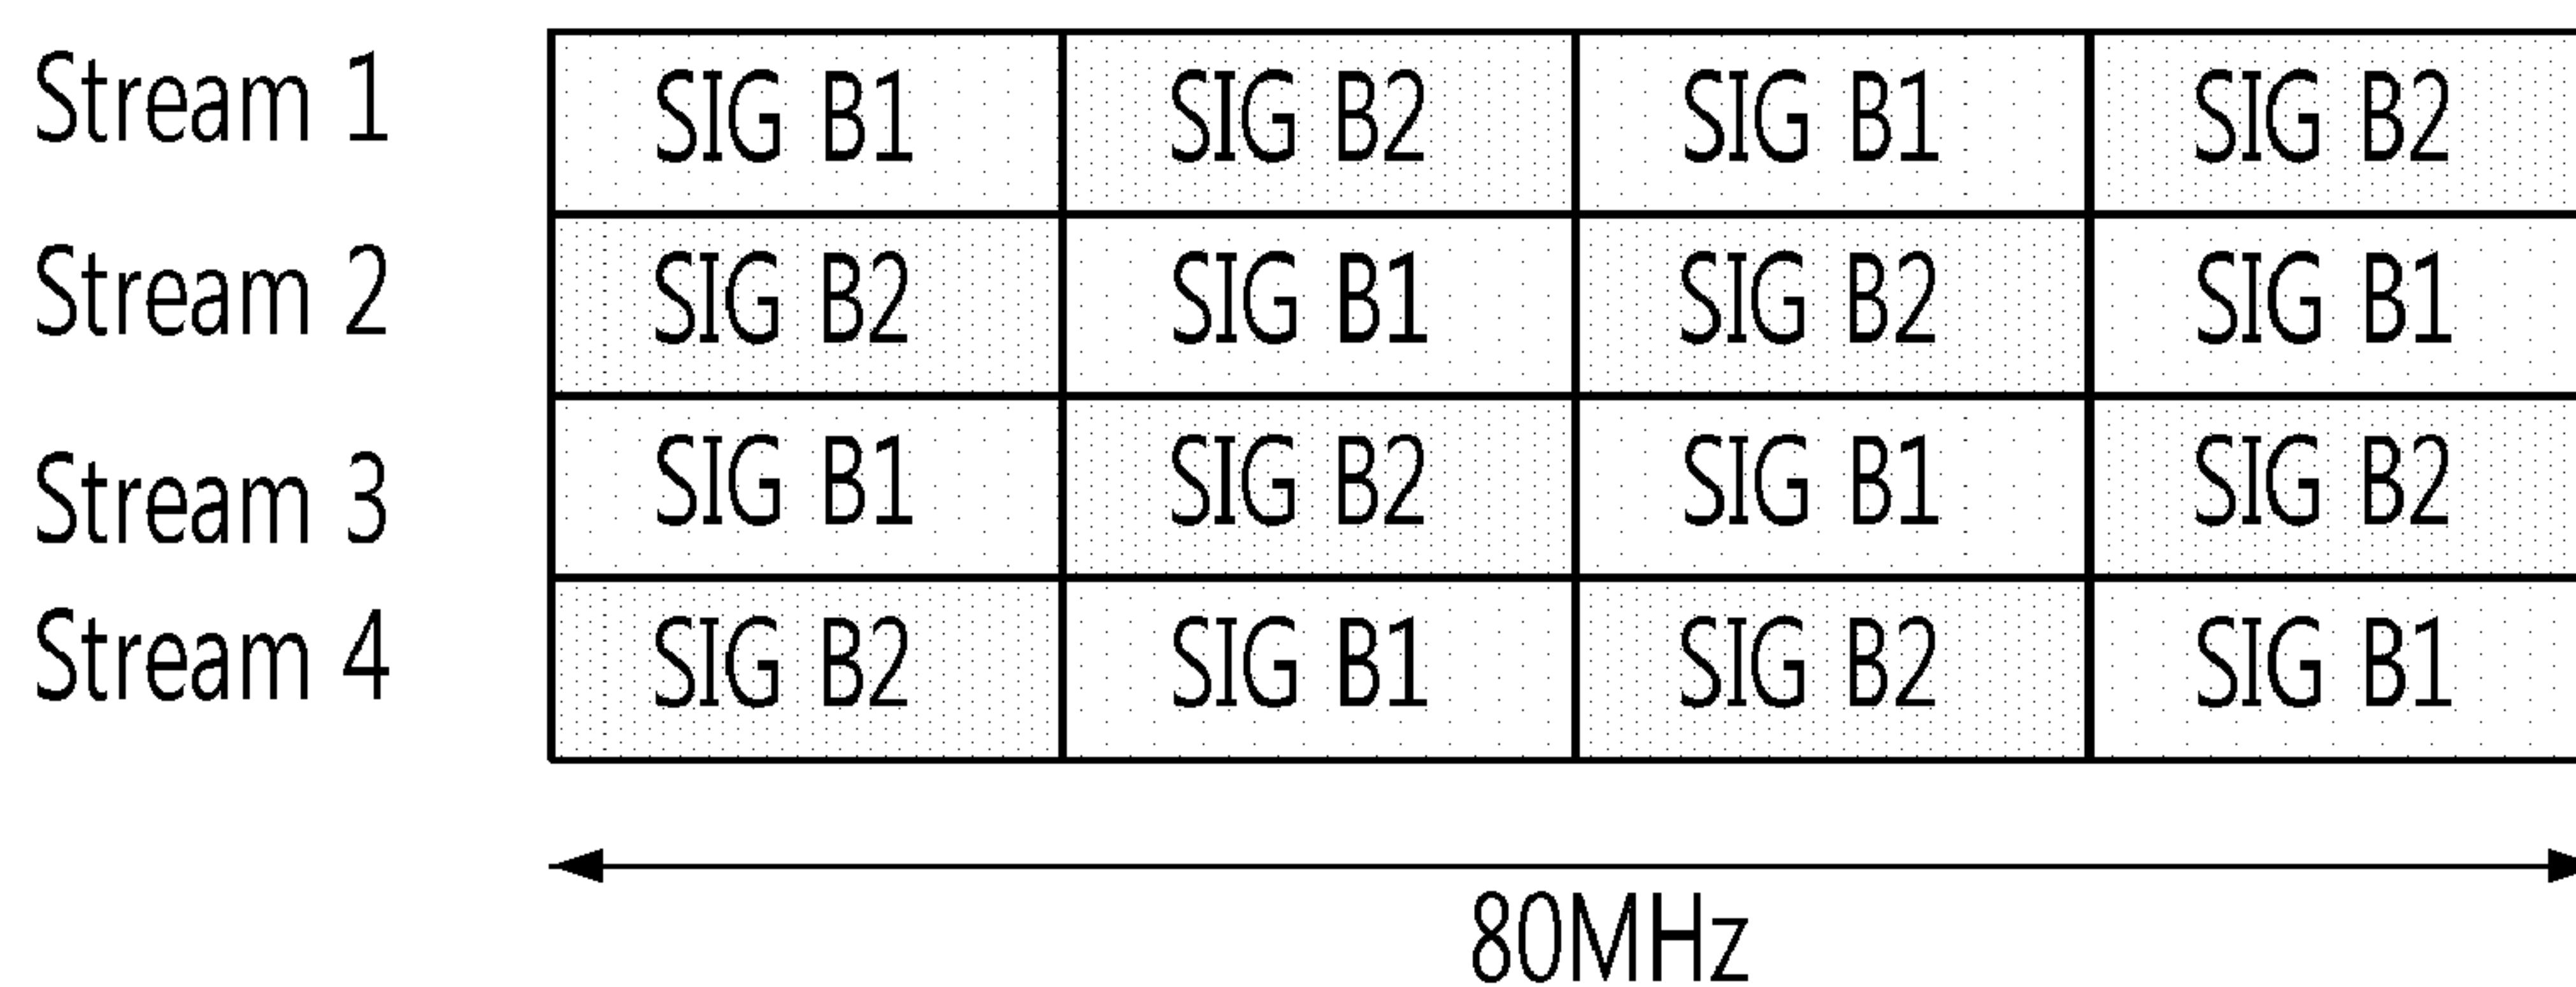 Stream 1 SIG B1 SIG B2 SIG B1 SIG B2
Stream 2 SIG B2 SIG B1 SIG B2 SIG B1
Stream 3 SIG B1 SIG B2 SIG B1 SIG B2
Stream 4 SIG B2 SIG B1 SIG B2 SIG B1
80MHz